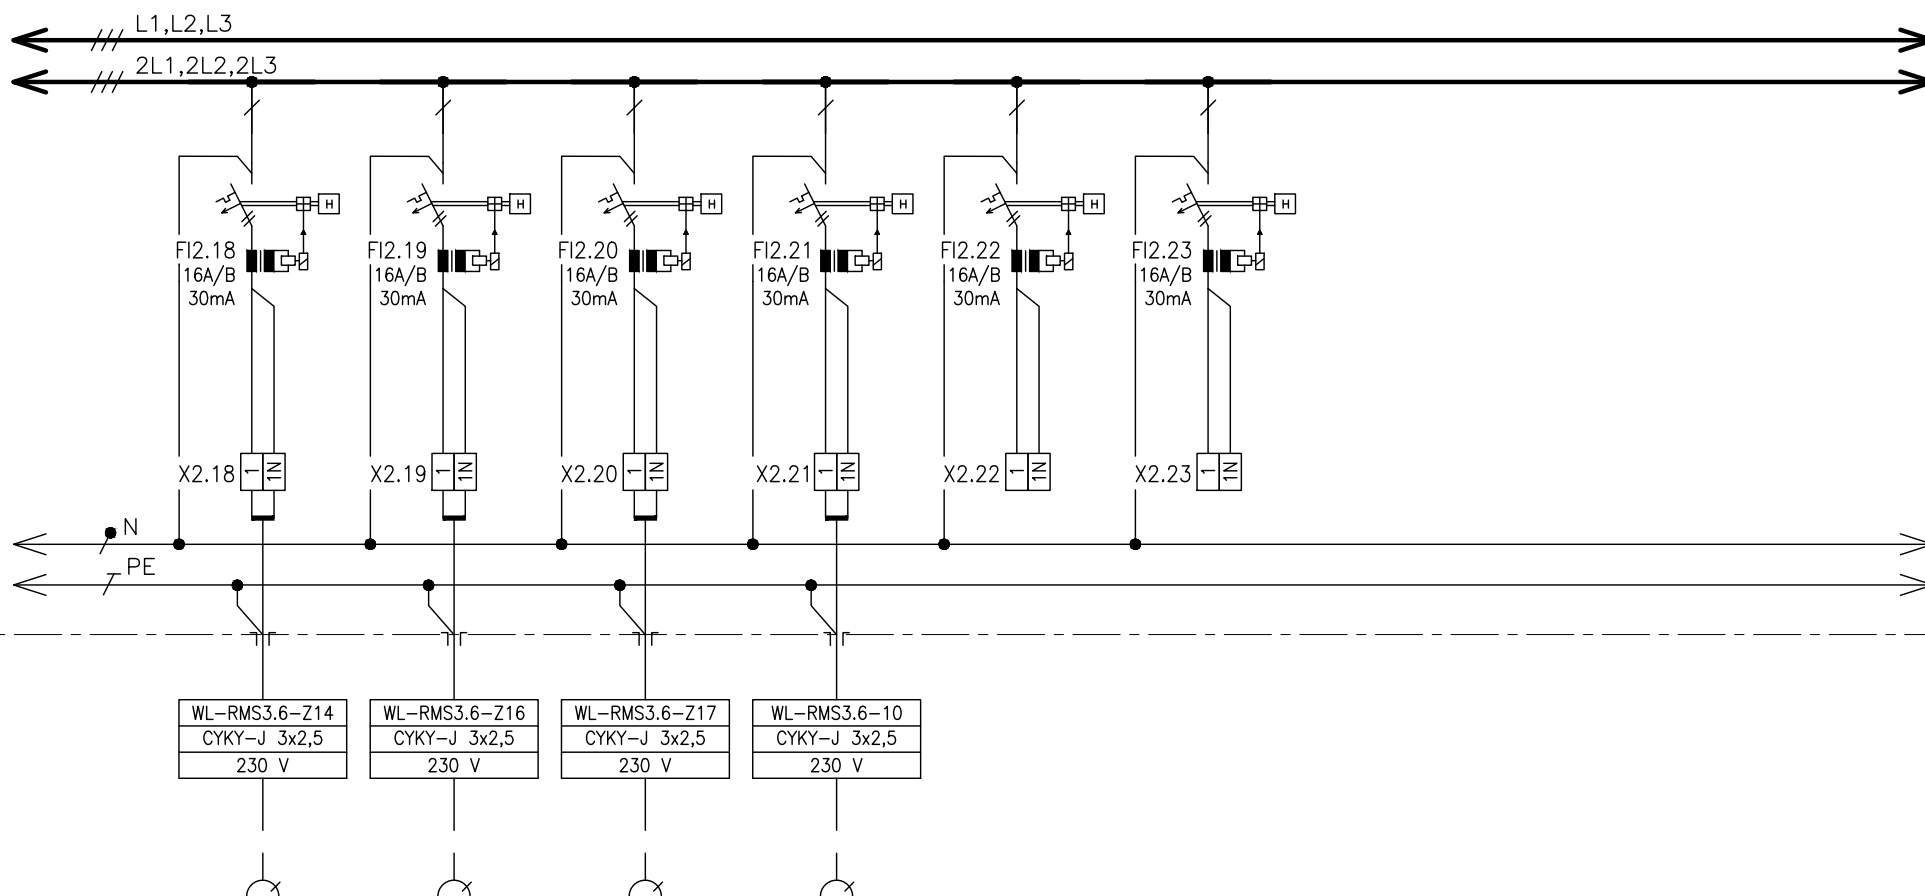 L1,L2,L3
2L1,2L2,2L3
H H H H H H
FI2.18 FI2.19 FI2.20 FI2.21 FI2.22 FI2.23
16A/B 16A/B 16A/B 16A/B 16A/B 16A/B
30mA 30mA 30mA 30mA 30mA 30mA
X2.18 1 1N X2.19 1 1N X2.20 1 1N X2.21 1 1N X2.22 1 1N X2.23 1 1N
N
PE
WL-RMS3.6-Z14 WL-RMS3.6-Z16 WL-RMS3.6-Z17 WL-RMS3.6-10
CYKY-J 3x2,5 CYKY-J 3x2,5 CYKY-J 3x2,5 CYKY-J 3x2,5
230 V 230 V 230 V 230 V